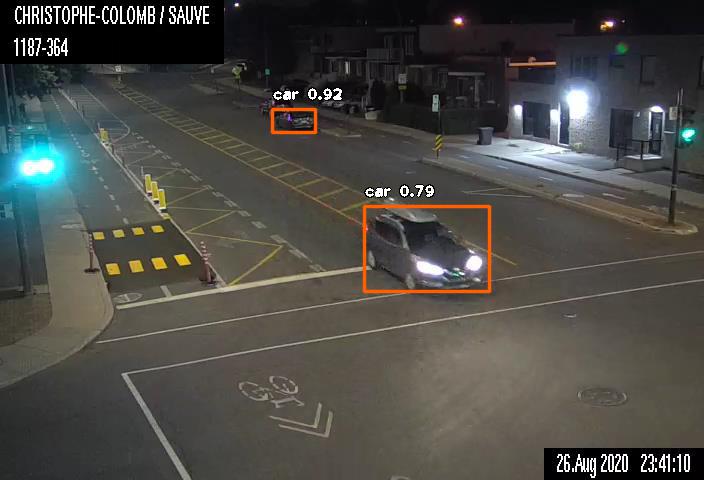 CHRISTOPHE-COLOMB / SAUVE
1187-364
car 0.92
car 0.79
26.Aug 2020 23:41:10